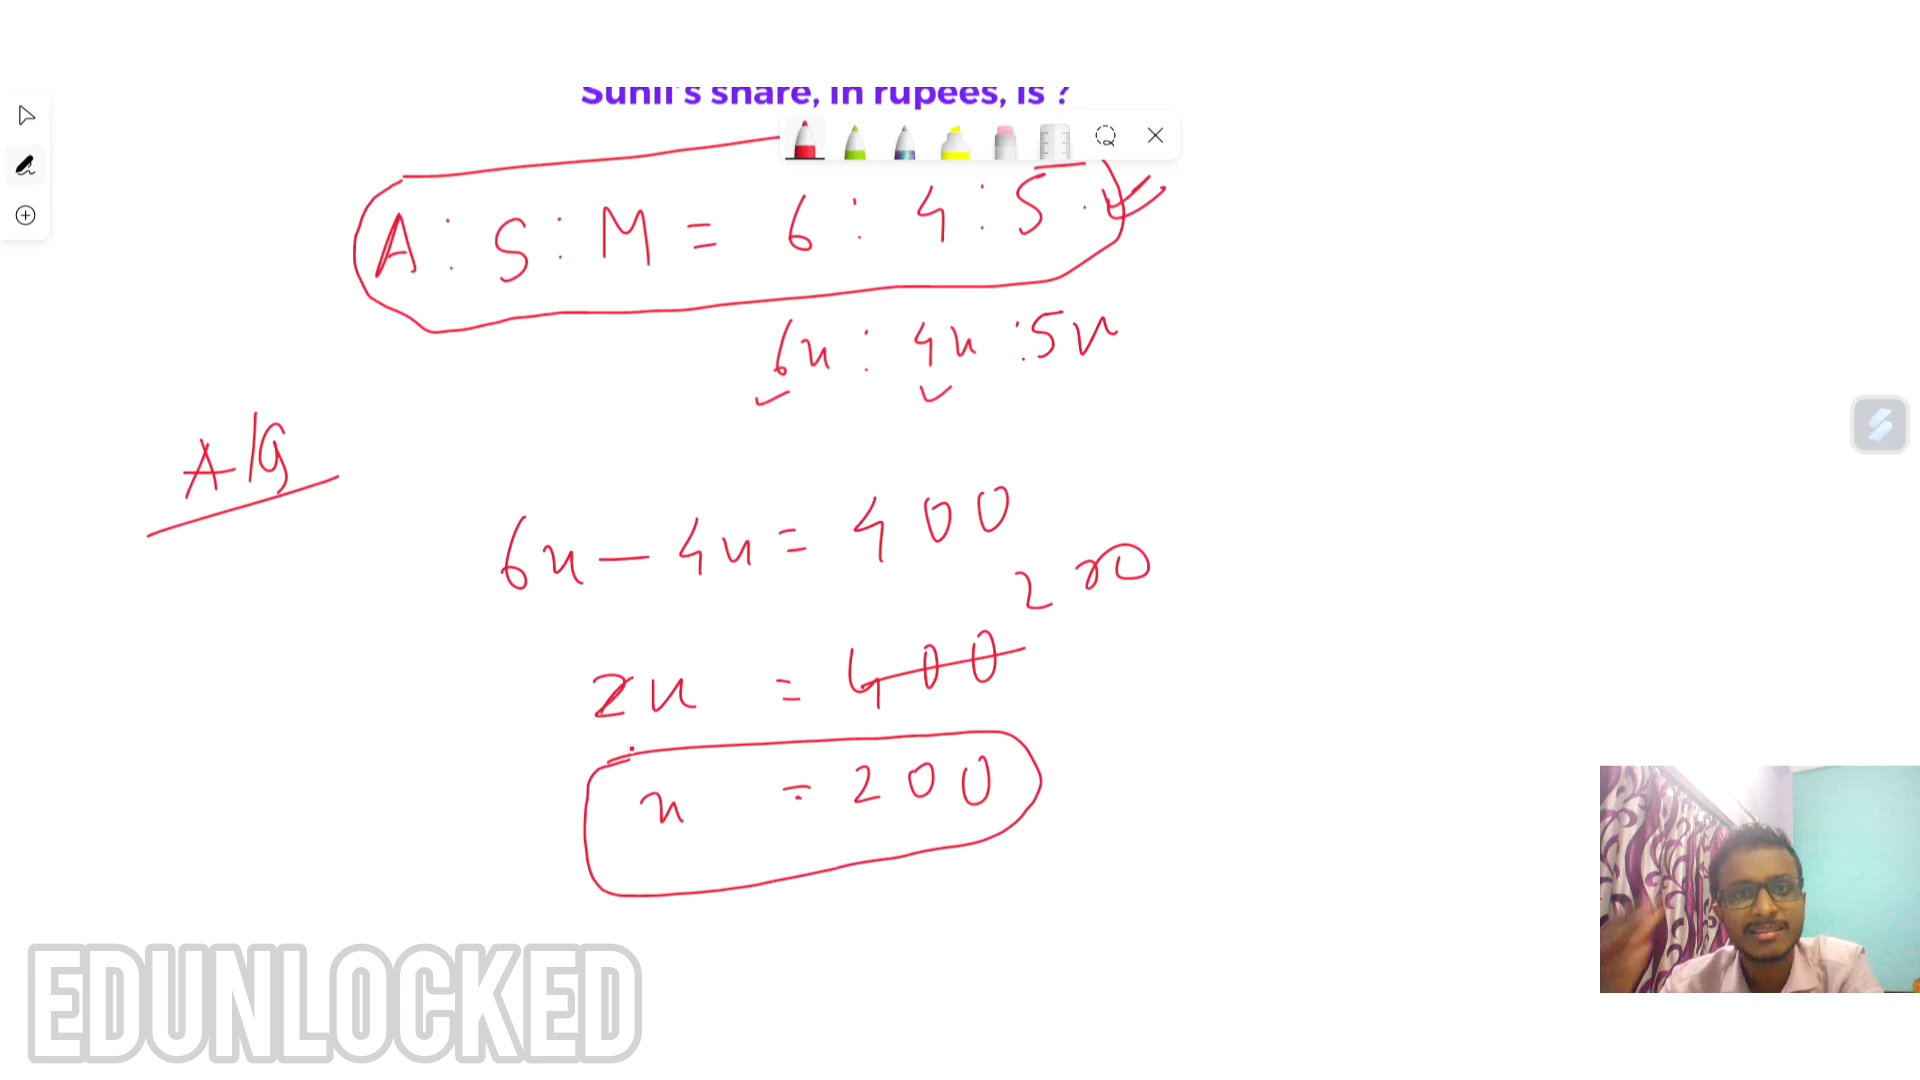 Sunil's share, in rupees, is ?
A : S : M = 6 : 4 : 5
6x : 4x : 5x
A/Q
6x - 4x = 400
200
2x = 400
x = 200
EDUNLOCKED